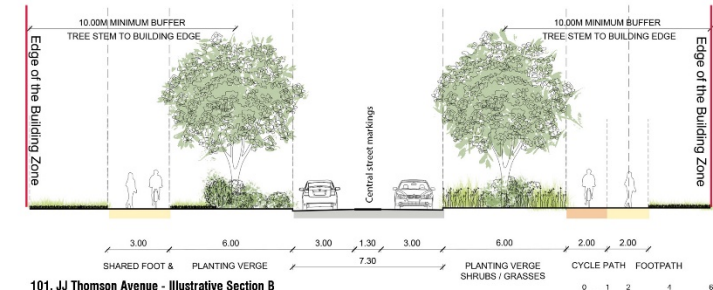 10.00M MINIMUM BUFFER
TREE STEM TO BUILDING EDGE
10.00M MINIMUM BUFFER
TREE STEM TO BUILDING EDGE
Edge of the Building Zone
Central street markings
Edge of the Building Zone
3.00 6.00 3.00 1.30 3.00 6.00 2.00 2.00
7.30
SHARED FOOT & PLANTING VERGE PLANTING VERGE CYCLE PATH FOOTPATH
SHRUBS / GRASSES
101. JJ Thomson Avenue - Illustrative Section B
0 1 2 4 6